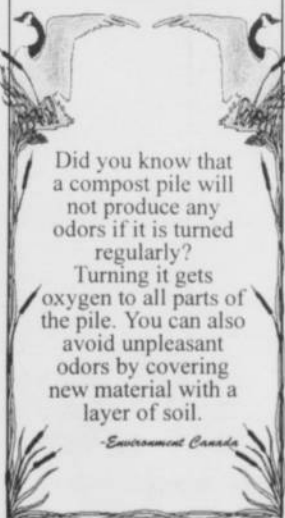 Did you know that
a compost pile will
not produce any
odors if it is turned
regularly?
Turning it gets
oxygen to all parts of
the pile. You can also
avoid unpleasant
odors by covering
new material with a
layer of soil.
-Environment Canada